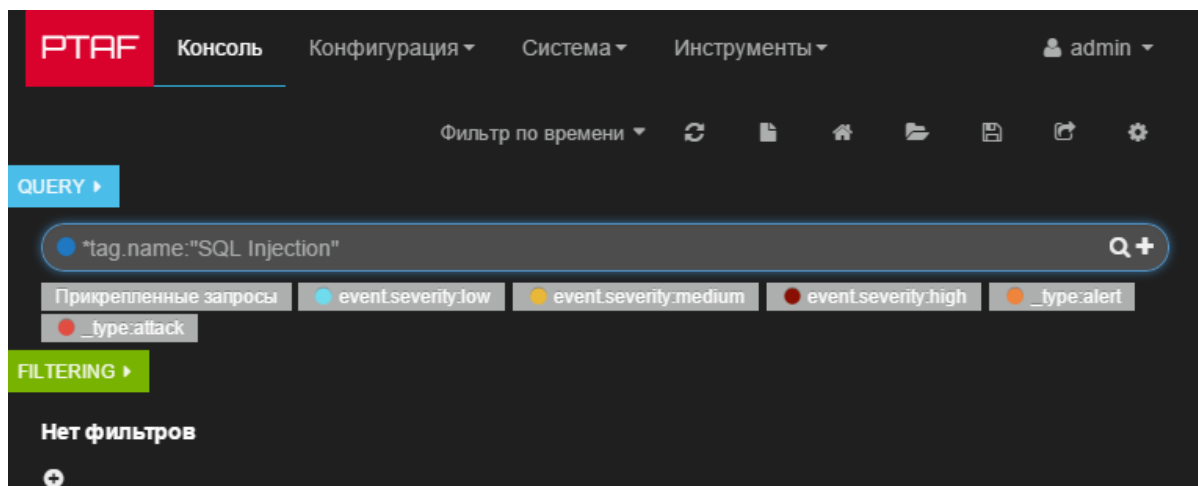 PTAF Консоль Конфигурация Система Инструменты admin
Фильтр по времени
QUERY
*tag.name:"SQL Injection"
Прикрепленные запросы event.severity:low event.severity:medium event.severity:high _type:alert
_type:attack
FILTERING
Нет фильтров